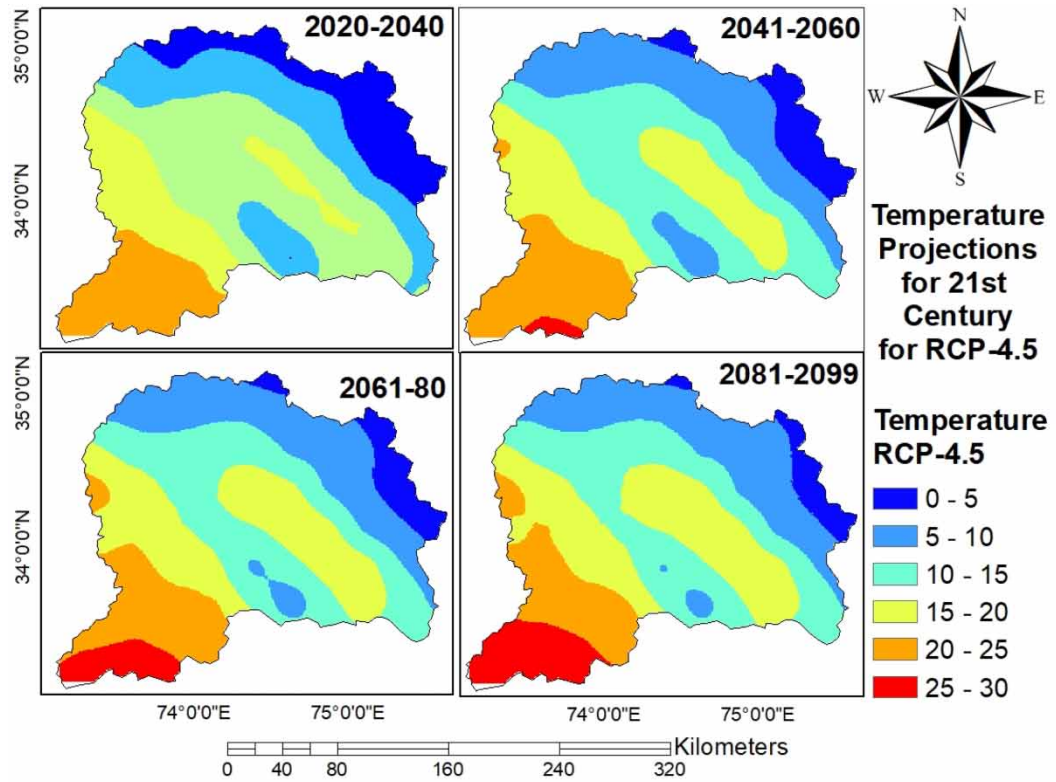 2020-2040
2041-2060
35°0'0"N
34°0'0"N
N
W
E
S
Temperature
Projections
for 21st
Century
for RCP-4.5
2061-80
2081-2099
35°0'0"N
34°0'0"N
Temperature
RCP-4.5
0 - 5
5 - 10
10 - 15
15 - 20
20 - 25
25 - 30
74°0'0"E
75°0'0"E
74°0'0"E
75°0'0"E
Kilometers
0 40 80 160 240 320